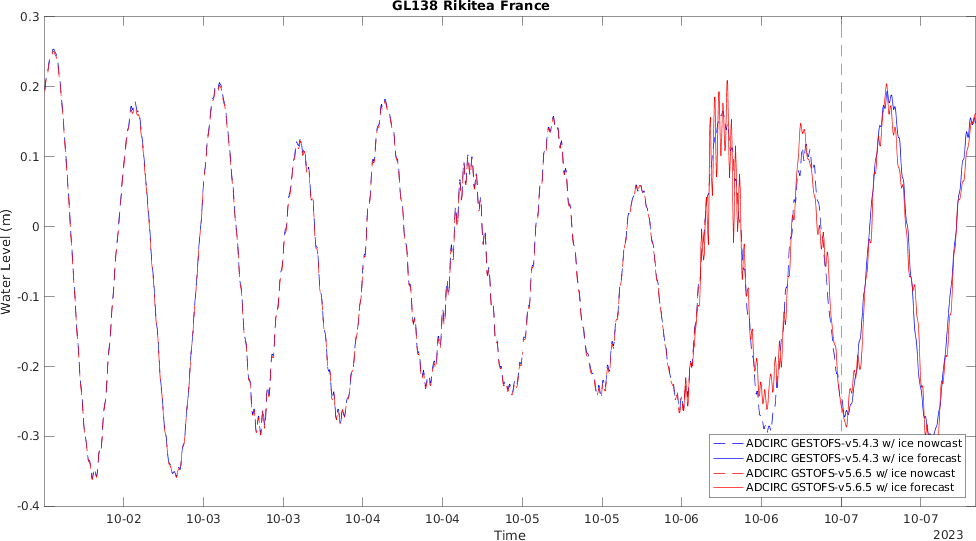 GL138 Rikitea France
0.3
0.2
0.1
0
-0.1
-0.2
-0.3
-0.4
Water Level (m)
ADCIRC GESTOFS-v5.4.3 w/ ice nowcast
ADCIRC GESTOFS-v5.4.3 w/ ice forecast
ADCIRC GSTOFS-v5.6.5 w/ ice nowcast
ADCIRC GSTOFS-v5.6.5 w/ ice forecast
10-02 10-03 10-03 10-04 10-04 10-05 10-05 10-06 10-06 10-07 10-07
Time
2023